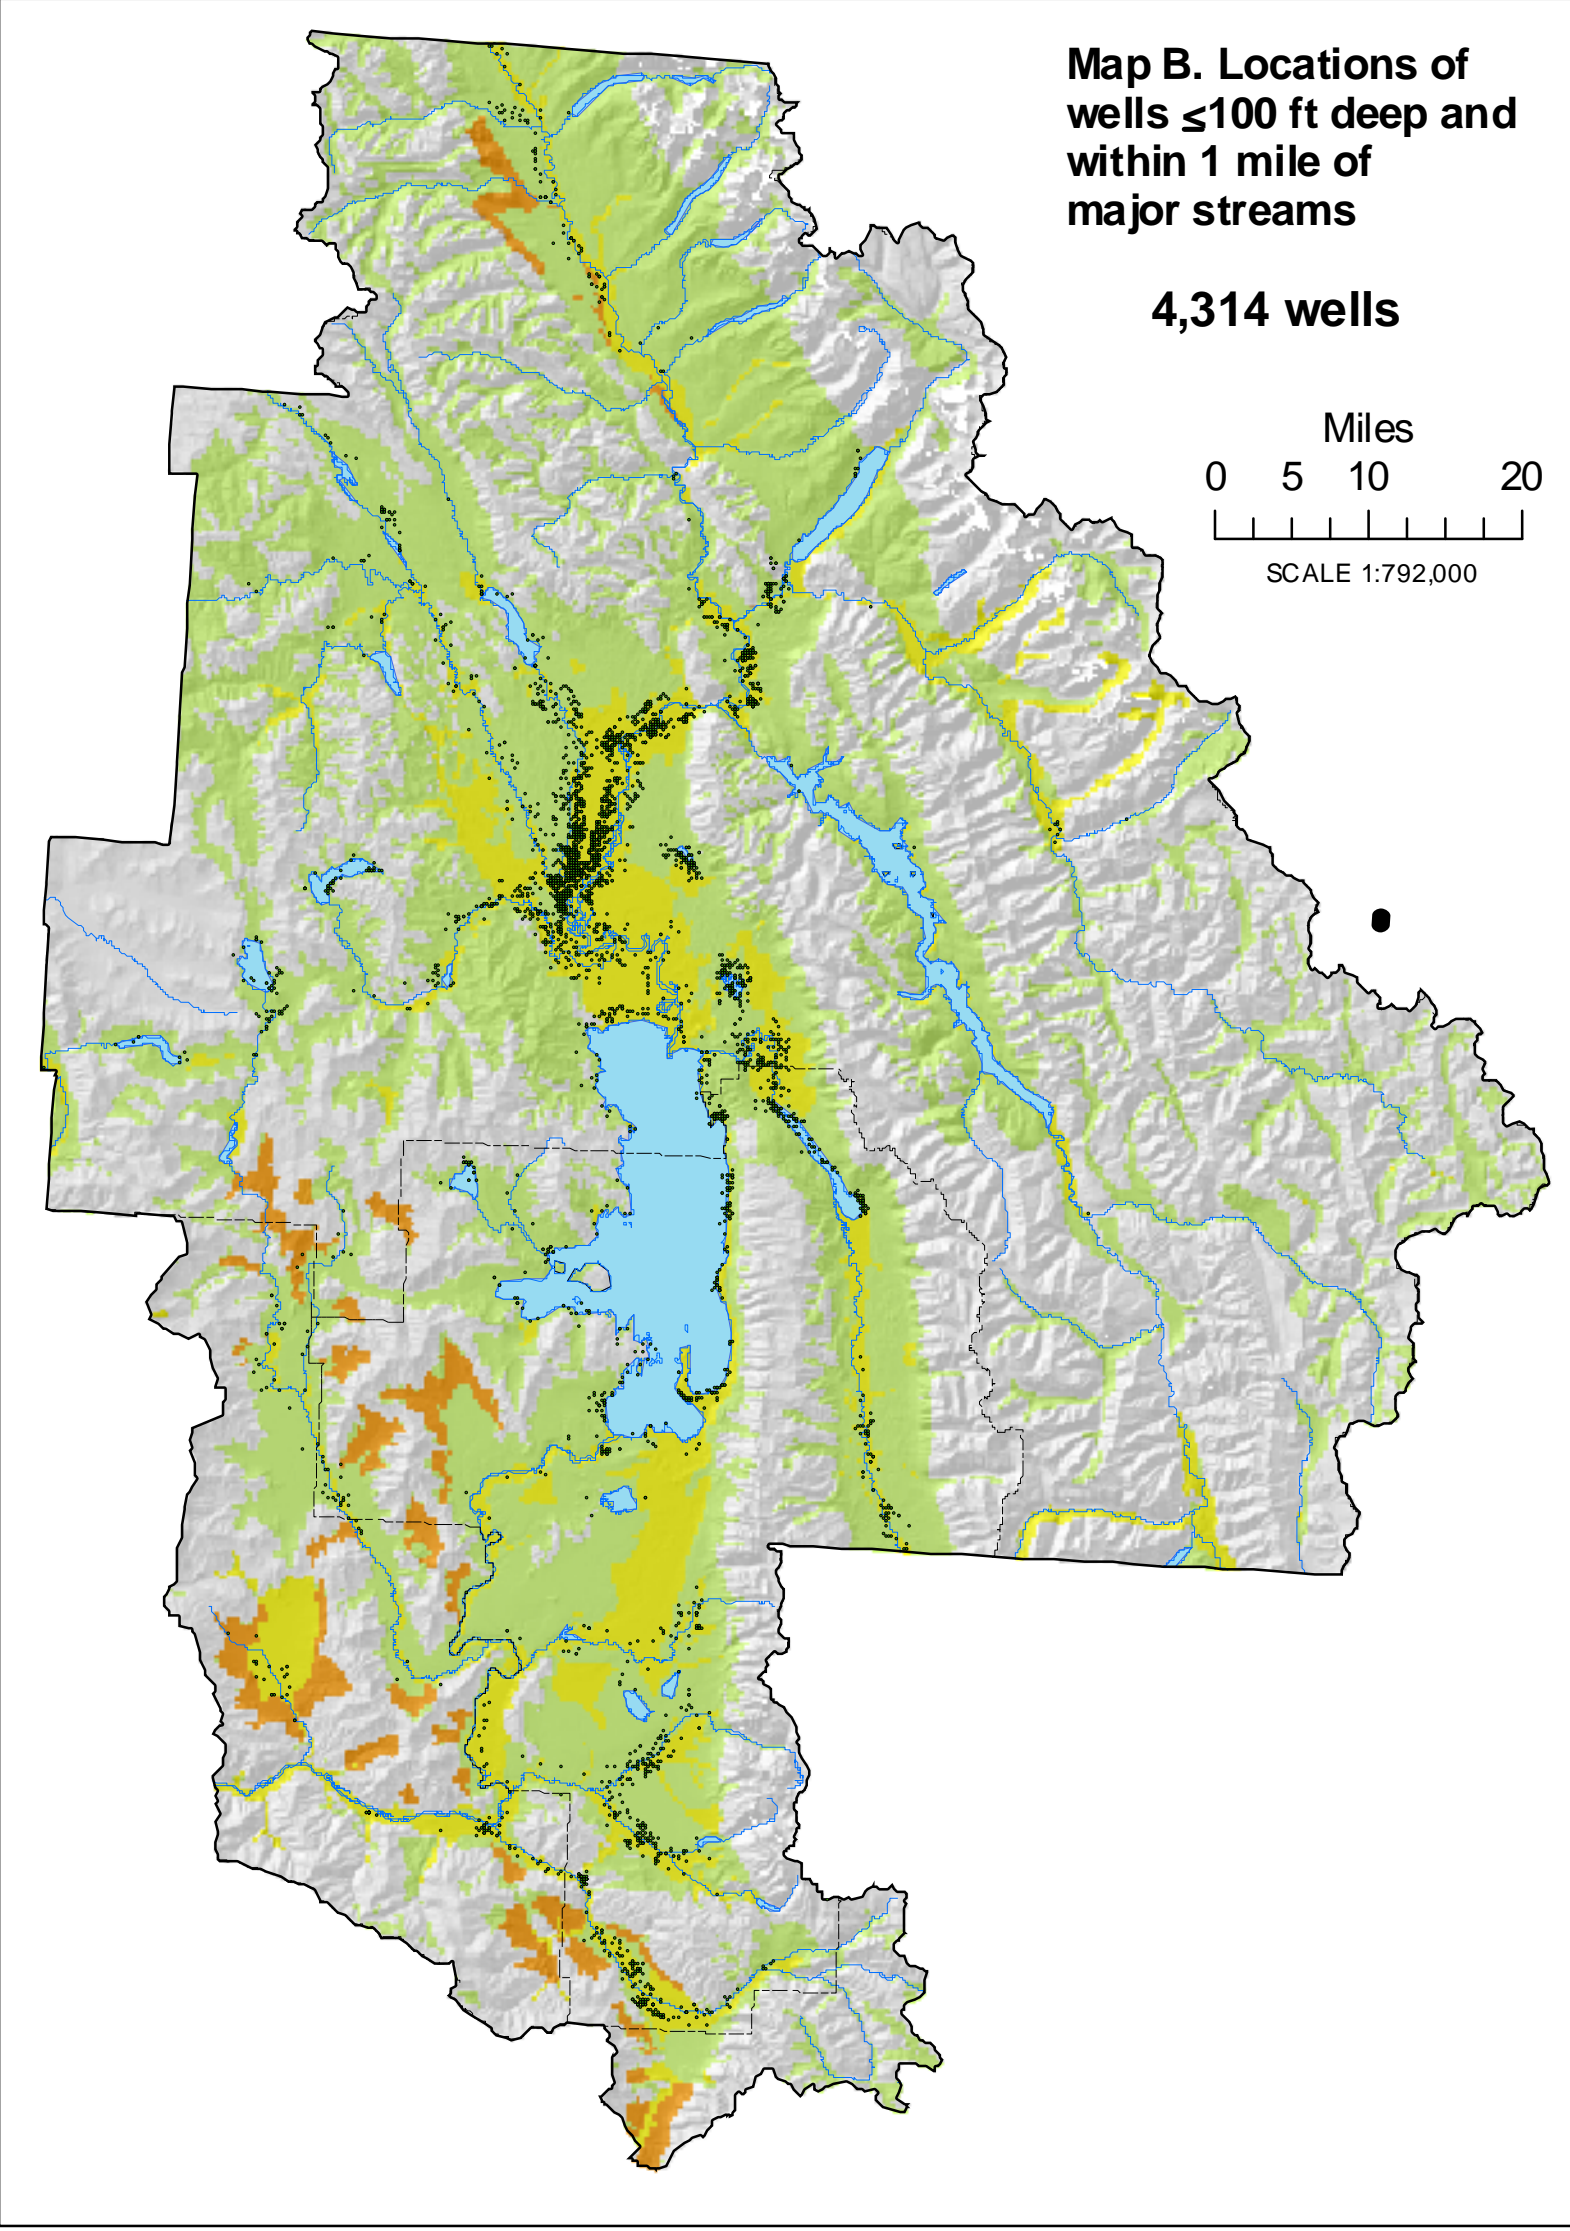 Map B. Locations of
wells ≤100 ft deep and
within 1 mile of
major streams
4,314 wells
Miles
0 5 10 20
SCALE 1:792,000